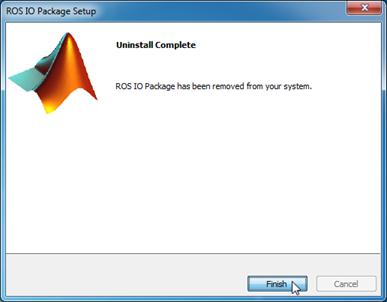 ROS IO Package Setup
Uninstall Complete
ROS IO Package has been removed from your system.
Finish
Cancel